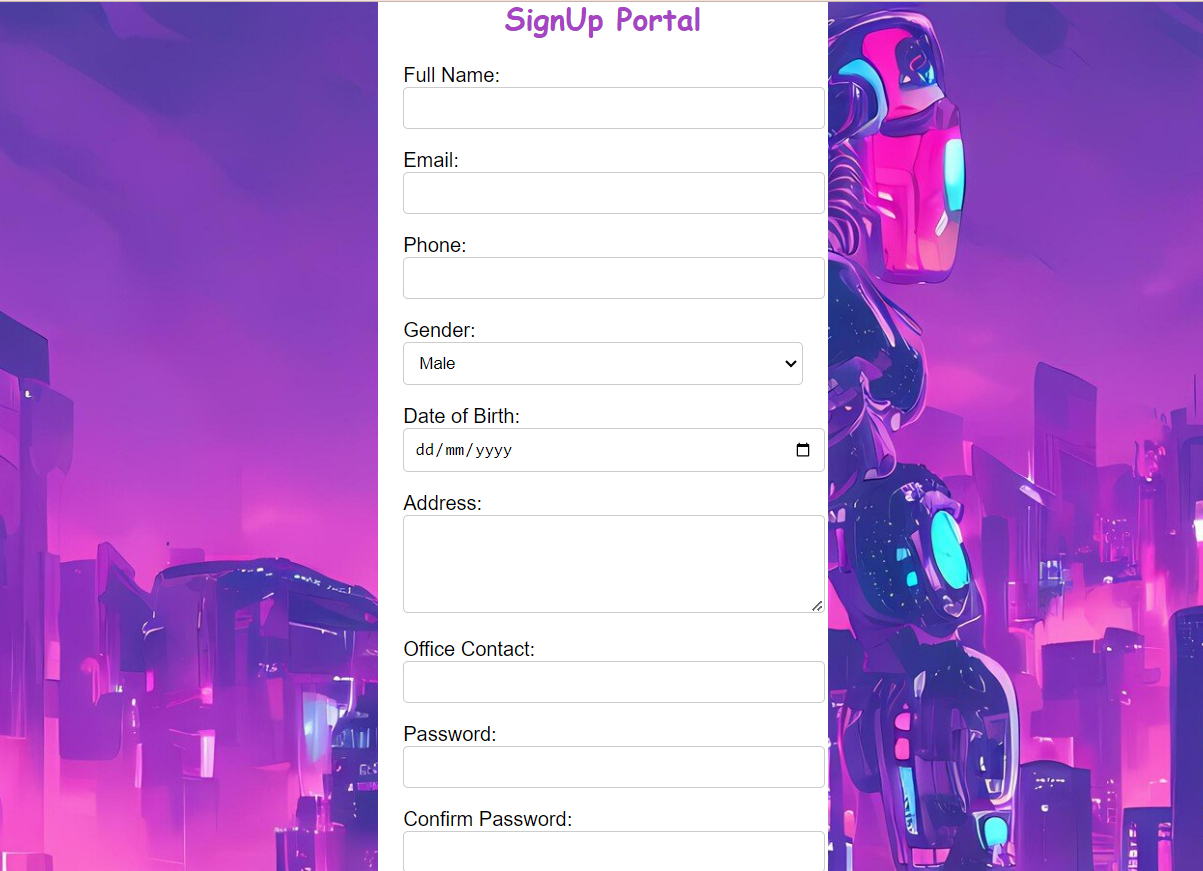 SignUp Portal
Full Name:
Email:
Phone:
Gender:
Male
Date of Birth:
dd/mm/yyyy
Address:
Office Contact:
Password:
Confirm Password: